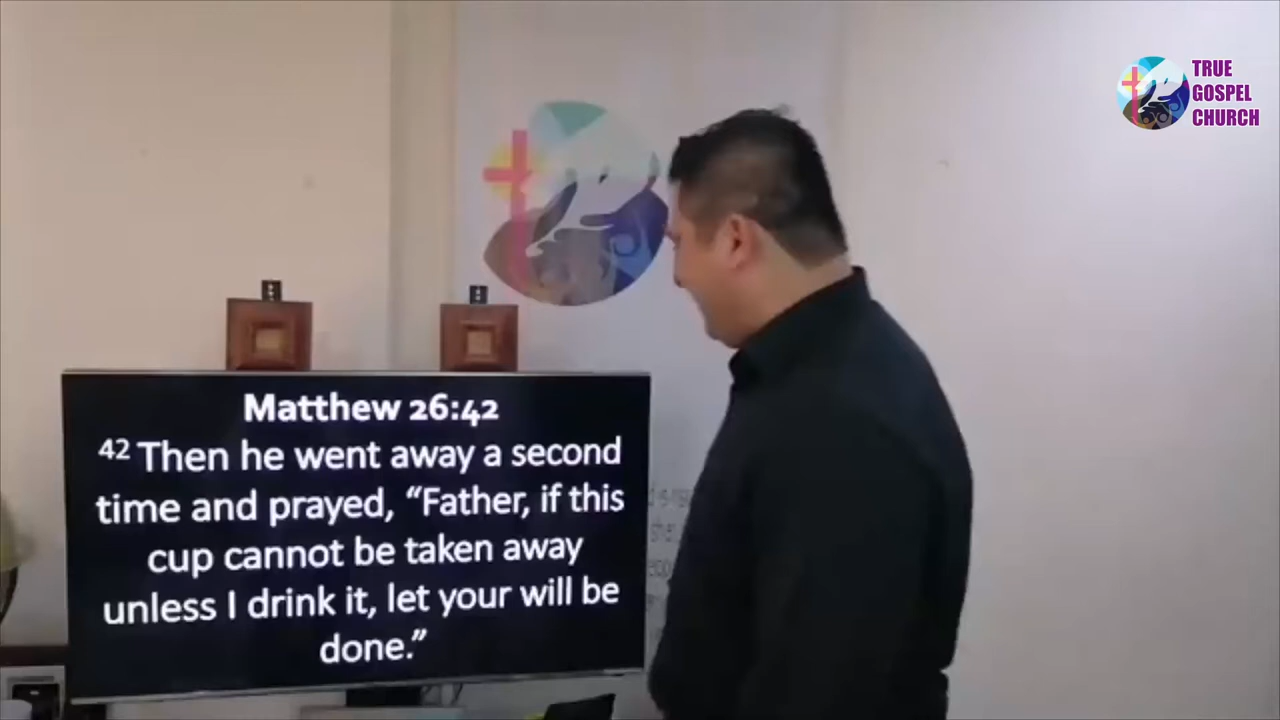 TRUE
GOSPEL
CHURCH
Matthew 26:42
42 Then he went away a second
time and prayed, “Father, if this
cup cannot be taken away
unless I drink it, let your will be
done.”